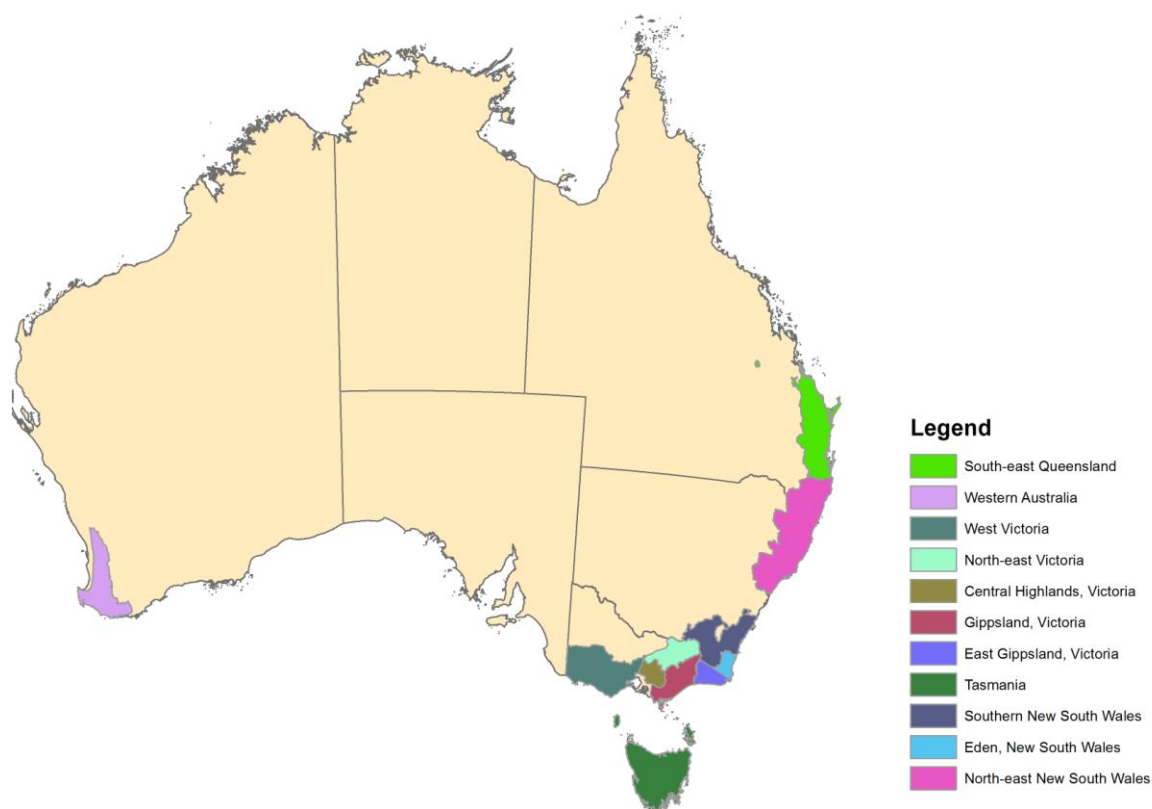 Legend
South-east Queensland
Western Australia
West Victoria
North-east Victoria
Central Highlands, Victoria
Gippsland, Victoria
East Gippsland, Victoria
Tasmania
Southern New South Wales
Eden, New South Wales
North-east New South Wales